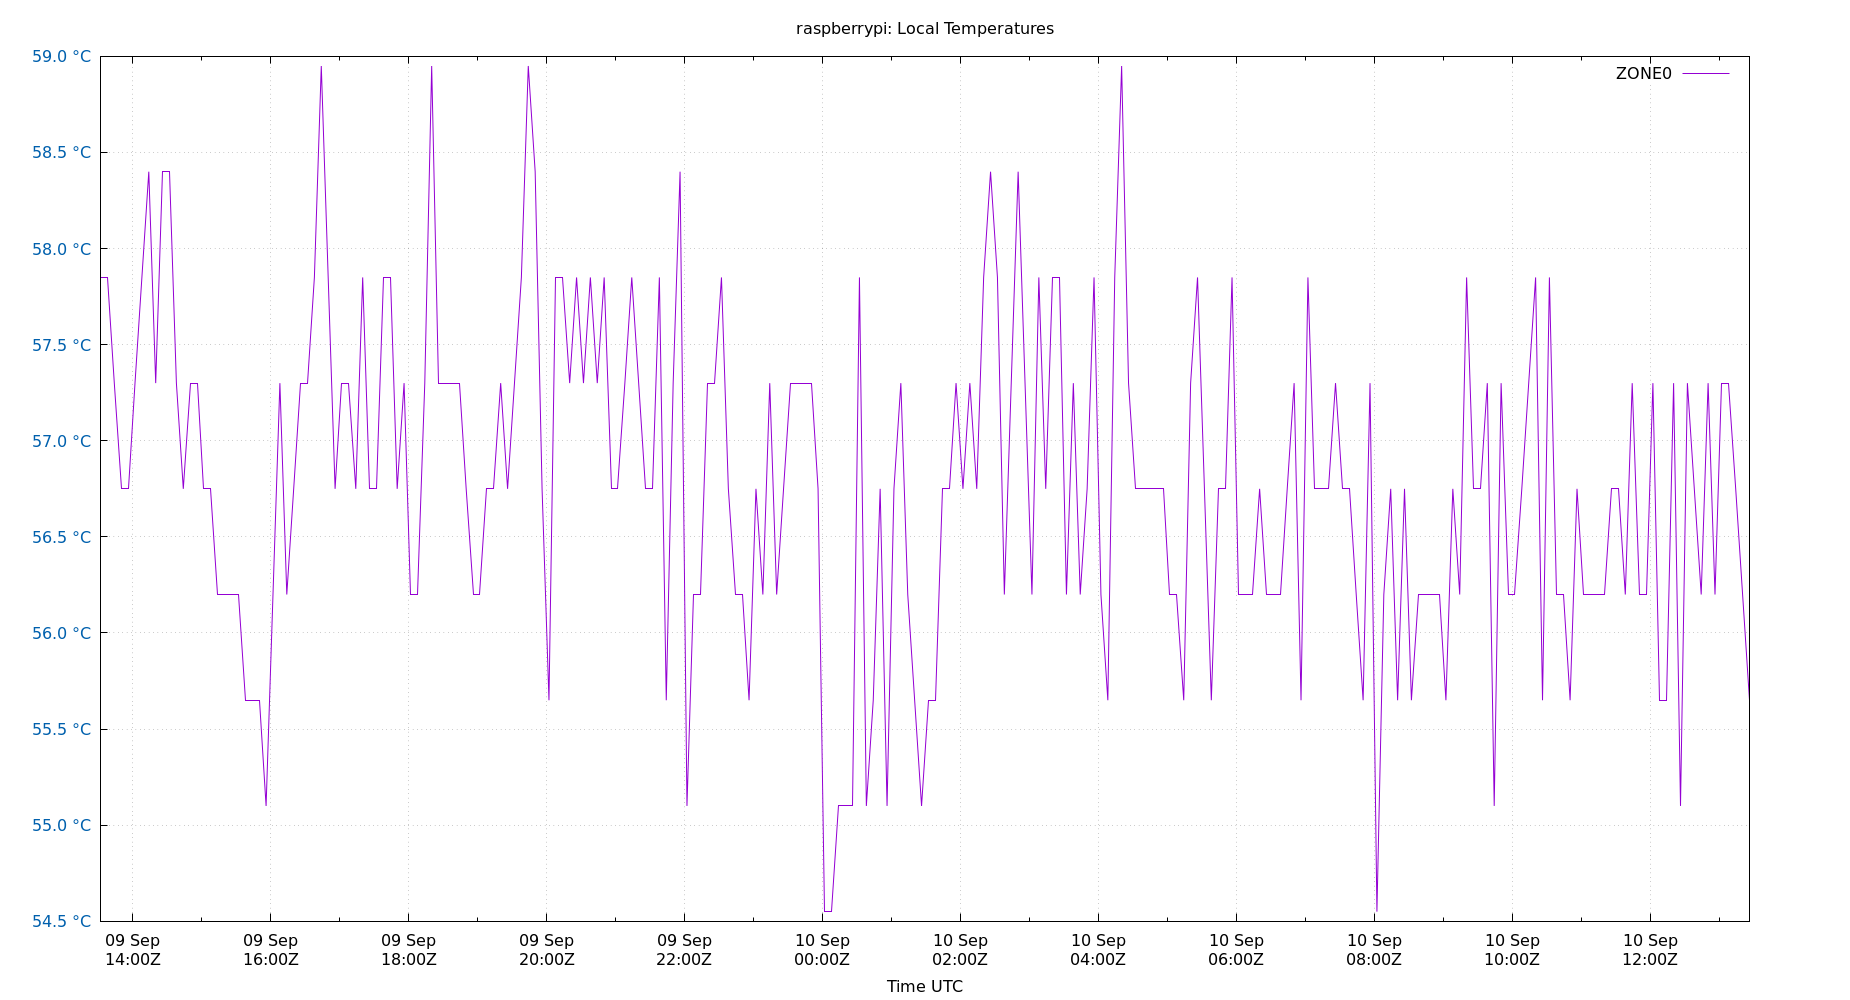 raspberrypi: Local Temperatures
59.0 °C
58.5 °C
58.0 °C
57.5 °C
57.0 °C
56.5 °C
56.0 °C
55.5 °C
55.0 °C
54.5 °C
ZONE0
09 Sep
14:00Z
09 Sep
16:00Z
09 Sep
18:00Z
09 Sep
20:00Z
09 Sep
22:00Z
10 Sep
00:00Z
10 Sep
02:00Z
10 Sep
04:00Z
10 Sep
06:00Z
10 Sep
08:00Z
10 Sep
10:00Z
10 Sep
12:00Z
Time UTC